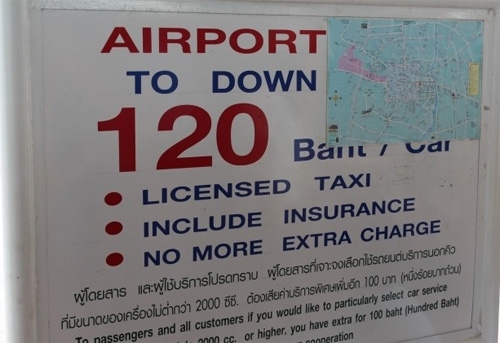 AIRPORT
TO DOWN
120 Baht / Car
• LICENSED TAXI
• INCLUDE INSURANCE
• NO MORE EXTRA CHARGE
ผู้โดยสาร และผู้ใช้บริการโปรดทราบ ผู้โดยสารที่เจาะจงเลือกใช้รถยนต์บริการนอกคิว
ที่มีขนาดของเครื่องไม่ต่ำกว่า 2000 ซีซี. ต้องเสียค่าบริการพิเศษเพิ่มอีก 100 บาท (หนึ่งร้อยบาทถ้วน)
To passengers and all customers if you would like to particularly select car service
2000 cc. or higher, you have extra for 100 baht (Hundred Baht)
cooperation